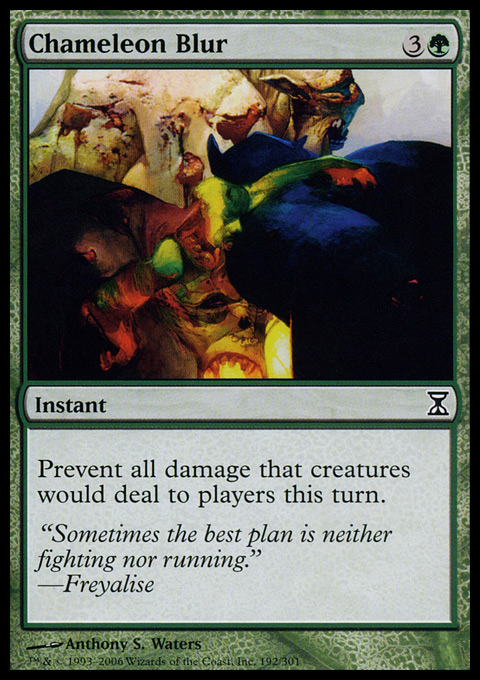 Chameleon Blur 3
Instant
Prevent all damage that creatures
would deal to players this turn.
“Sometimes the best plan is neither
fighting nor running.”
—Freyalise
Anthony S. Waters
™ & © 1993–2006 Wizards of the Coast, Inc. 192/301